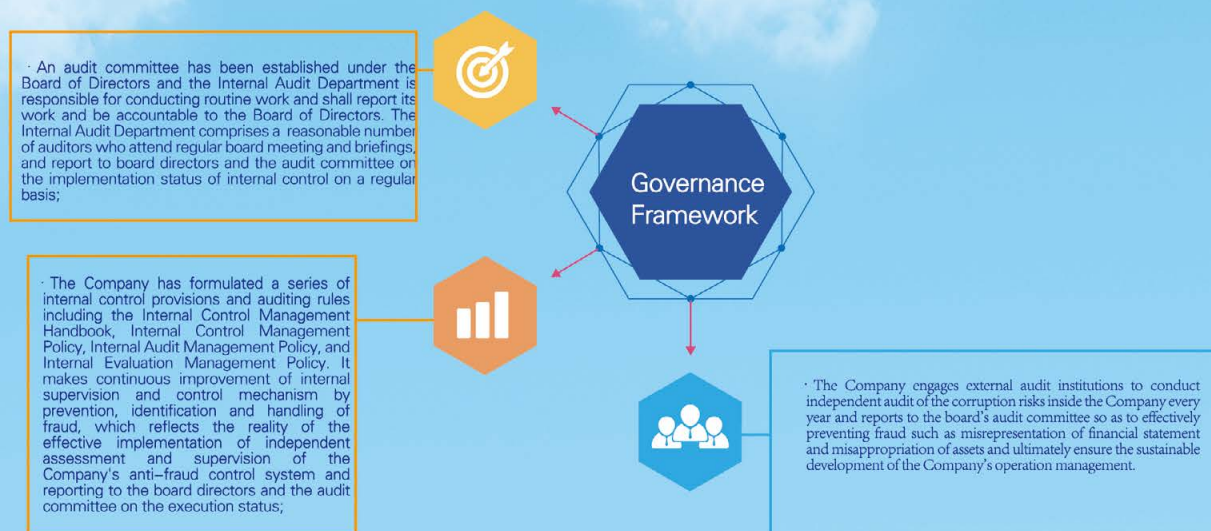 · An audit committee has been established under the
Board of Directors and the Internal Audit Department is
responsible for conducting routine work and shall report its
work and be accountable to the Board of Directors. The
Internal Audit Department comprises a reasonable number
of auditors who attend regular board meeting and briefings,
and report to board directors and the audit committee on
the implementation status of internal control on a regular
basis;
Governance
Framework
· The Company has formulated a series of
internal control provisions and auditing rules
including the Internal Control Management
Handbook, Internal Control Management
Policy, Internal Audit Management Policy, and
Internal Evaluation Management Policy. It
makes continuous improvement of internal
supervision and control mechanism by
prevention, identification and handling of
fraud, which reflects the reality of the
effective implementation of independent
assessment and supervision of the
Company's anti–fraud control system and
reporting to the board directors and the audit
committee on the execution status;
· The Company engages external audit institutions to conduct
independent audit of the corruption risks inside the Company every
year and reports to the board’s audit committee so as to effectively
preventing fraud such as misrepresentation of financial statement
and misappropriation of assets and ultimately ensure the sustainable
development of the Company’s operation management.